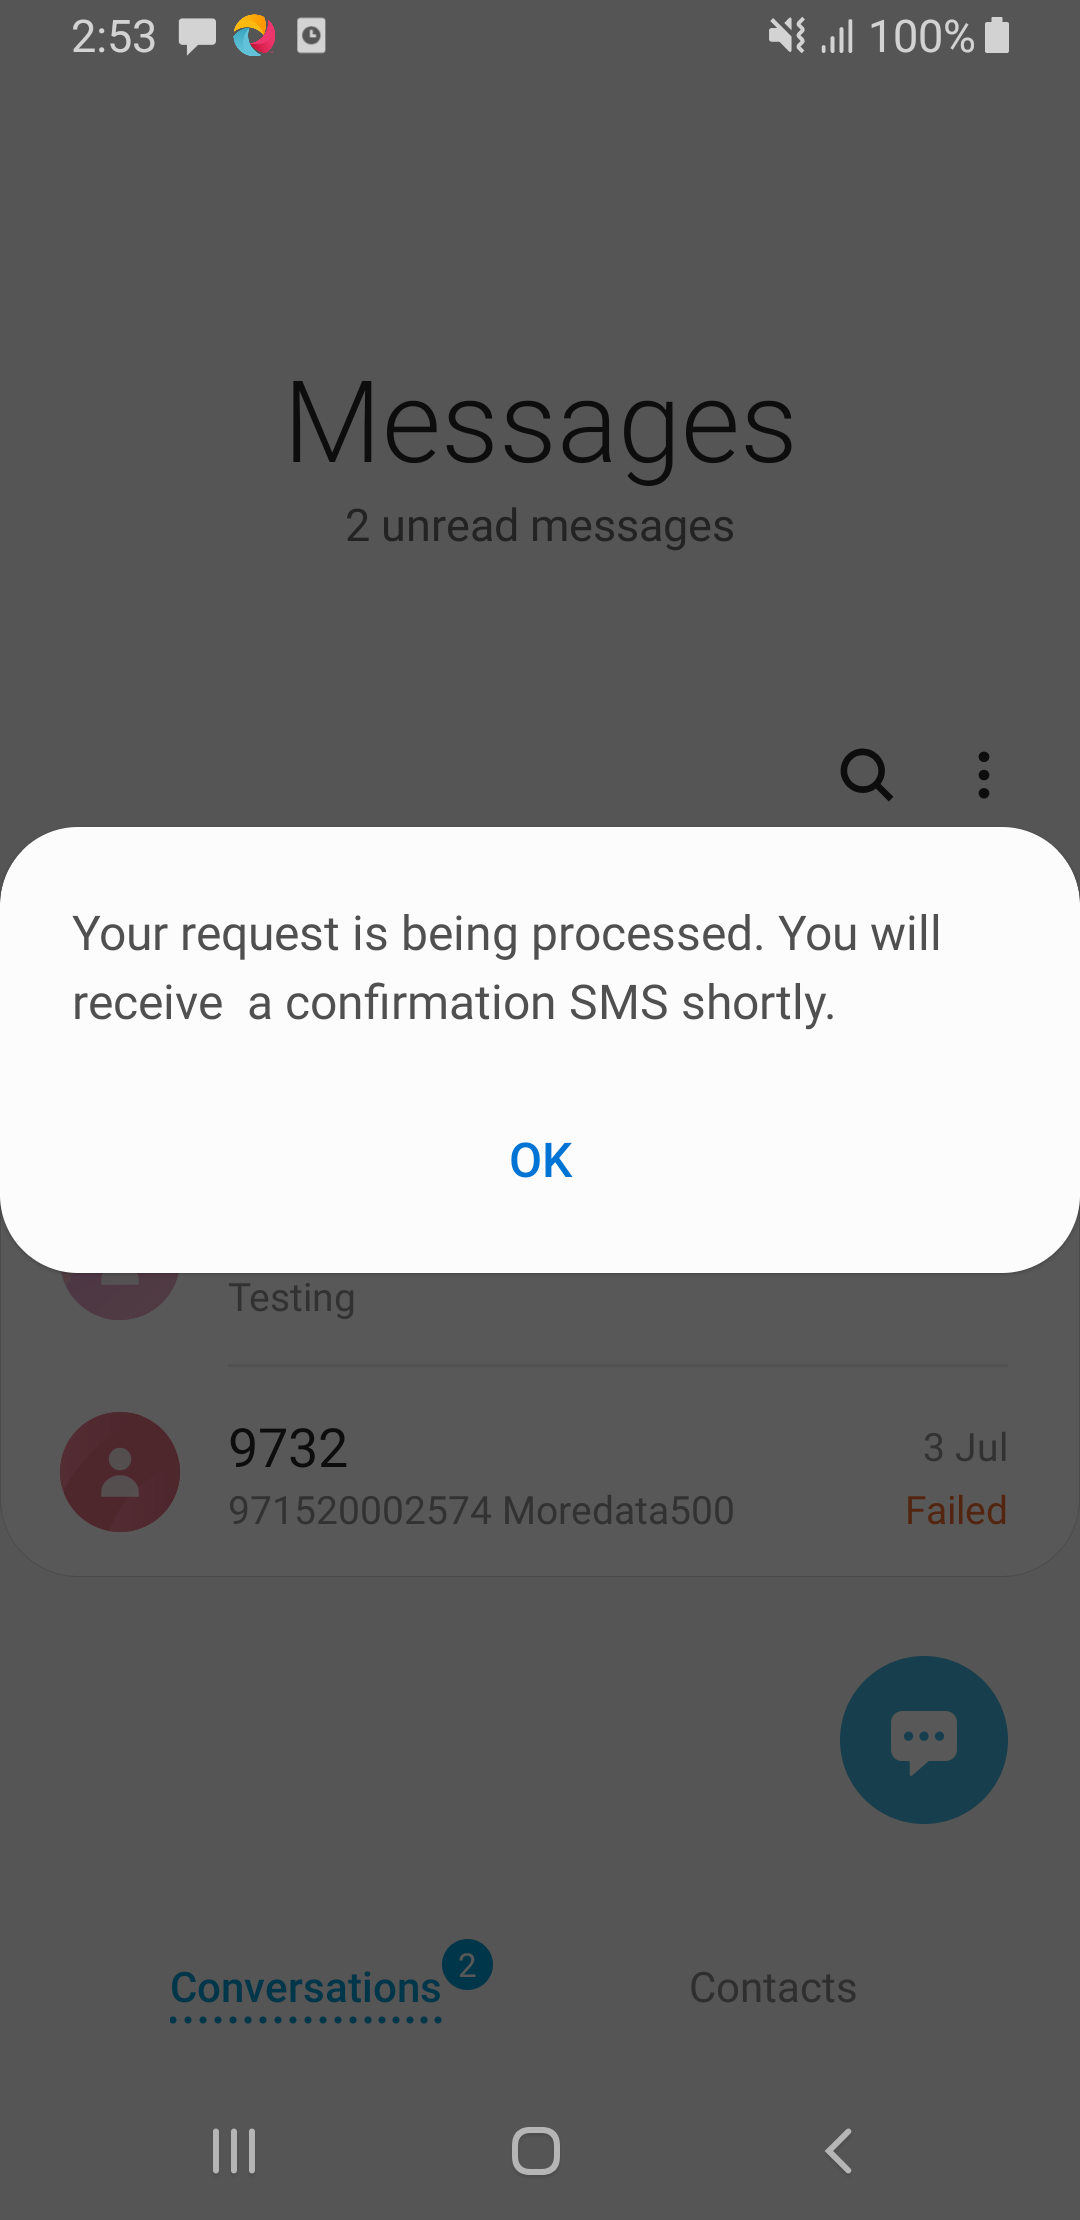 2:53
100%
Messages
2 unread messages
Your request is being processed. You will
receive  a confirmation SMS shortly.
OK
Testing
9732
3 Jul
971520002574 Moredata500
Failed
Conversations
2
Contacts